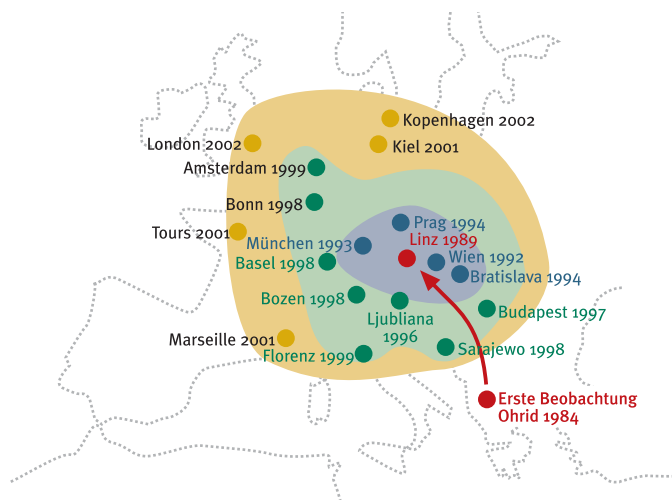 Kopenhagen 2002
London 2002
Kiel 2001
Amsterdam 1999
Bonn 1998
Prag 1994
Tours 2001
Linz 1989
München 1993
Wien 1992
Basel 1998
Bratislava 1994
Bozen 1998
Budapest 1997
Ljubliana
1996
Marseille 2001
Florenz 1999
Sarajewo 1998
Erste Beobachtung
Ohrid 1984